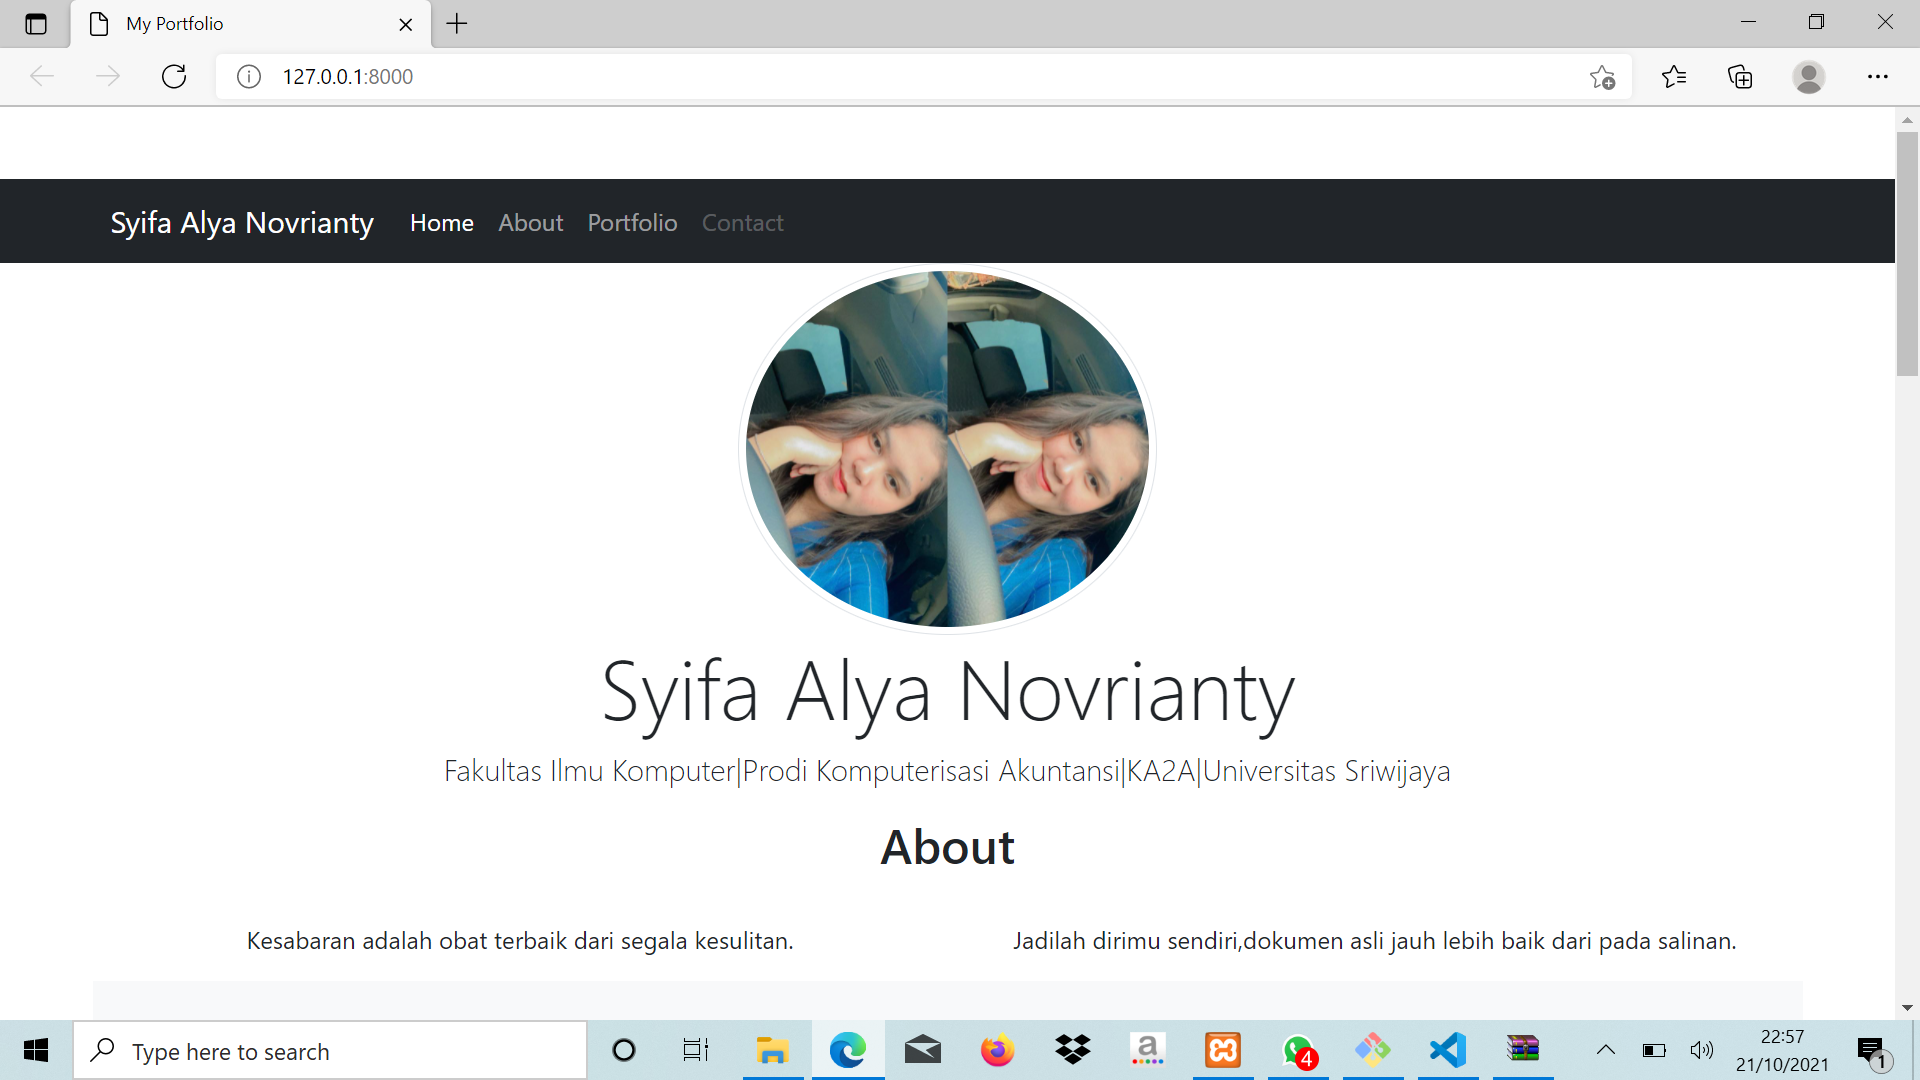 My Portfolio
127.0.0.1:8000
Syifa Alya Novrianty Home About Portfolio Contact
Syifa Alya Novrianty
Fakultas Ilmu Komputer|Prodi Komputerisasi Akuntansi|KA2A|Universitas Sriwijaya
About
Kesabaran adalah obat terbaik dari segala kesulitan.
Jadilah dirimu sendiri,dokumen asli jauh lebih baik dari pada salinan.
Type here to search
a
4
22:57
21/10/2021
1